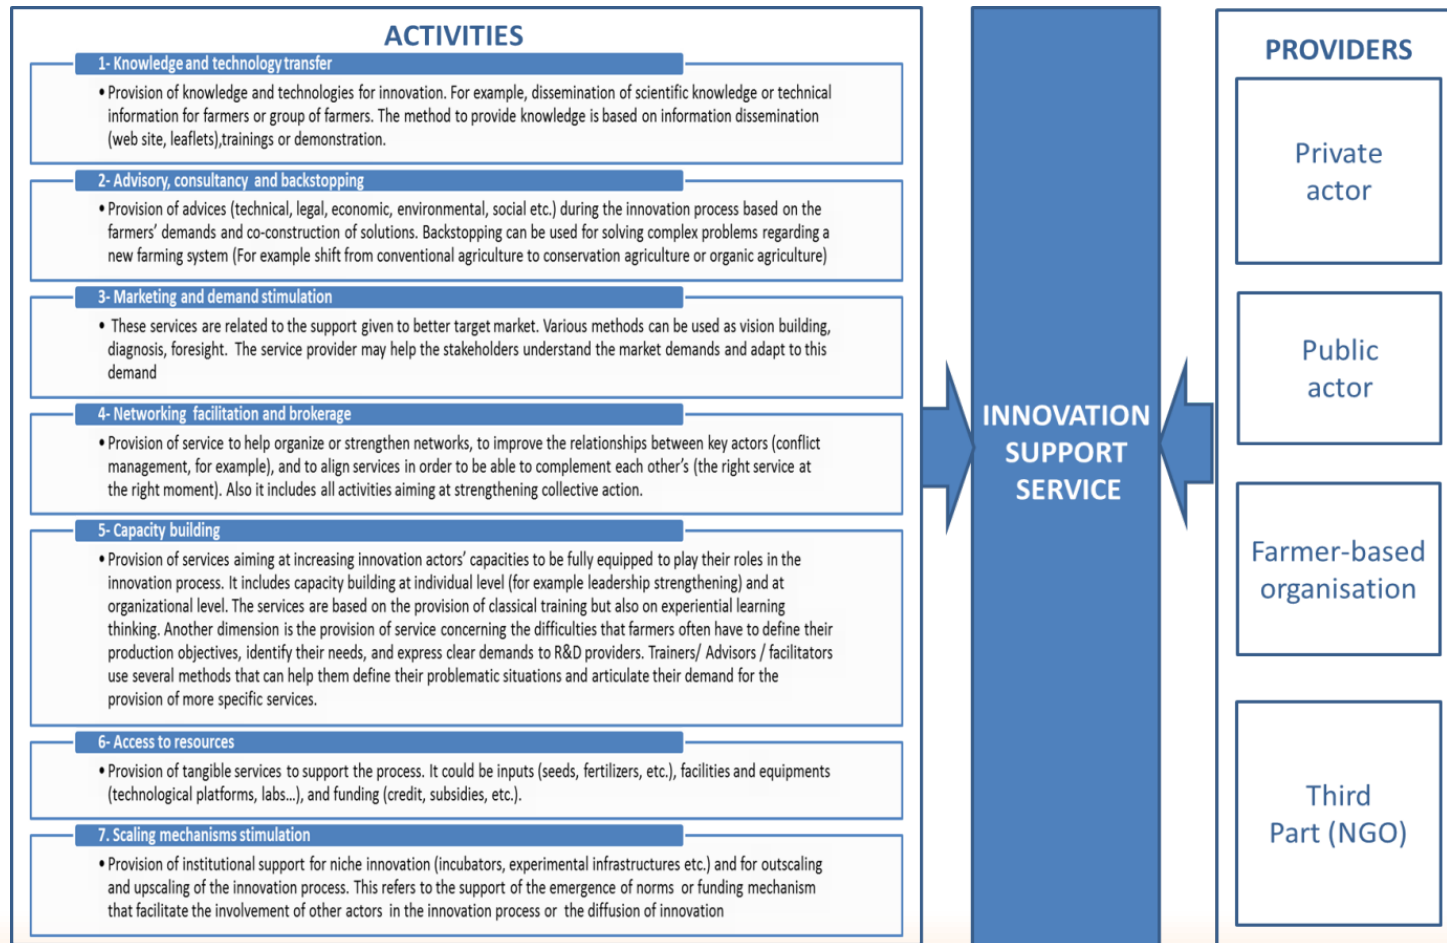 ACTIVITIES
1- Knowledge and technology transfer
• Provision of knowledge and technologies for innovation. For example, dissemination of scientific knowledge or technical
information for farmers or group of farmers. The method to provide knowledge is based on information dissemination
(web site, leaflets),trainings or demonstration.
2- Advisory, consultancy and backstopping
• Provision of advices (technical, legal, economic, environmental, social etc.) during the innovation process based on the
farmers' demands and co-construction of solutions. Backstopping can be used for solving complex problems regarding a
new farming system (For example shift from conventional agriculture to conservation agriculture or organic agriculture)
3- Marketing and demand stimulation
• These services are related to the support given to better target market. Various methods can be used as vision building,
diagnosis, foresight. The service provider may help the stakeholders understand the market demands and adapt to this
demand
4- Networking facilitation and brokerage
• Provision of service to help organize or strengthen networks, to improve the relationships between key actors (conflict
management, for example), and to align services in order to be able to complement each other's (the right service at
the right moment). Also it includes all activities aiming at strengthening collective action.
5- Capacity building
• Provision of services aiming at increasing innovation actors' capacities to be fully equipped to play their roles in the
innovation process. It includes capacity building at individual level (for example leadership strengthening) and at
organizational level. The services are based on the provision of classical training but also on experiential learning
thinking. Another dimension is the provision of service concerning the difficulties that farmers often have to define their
production objectives, identify their needs, and express clear demands to R&D providers. Trainers/ Advisors / facilitators
use several methods that can help them define their problematic situations and articulate their demand for the
provision of more specific services.
6- Access to resources
• Provision of tangible services to support the process. It could be inputs (seeds, fertilizers, etc.), facilities and equipments
(technological platforms, labs...), and funding (credit, subsidies, etc.).
7. Scaling mechanisms stimulation
• Provision of institutional support for niche innovation (incubators, experimental infrastructures etc.) and for outscaling
and upscaling of the innovation process. This refers to the support of the emergence of norms or funding mechanism
that facilitate the involvement of other actors in the innovation process or the diffusion of innovation
INNOVATION
SUPPORT
SERVICE
PROVIDERS
Private
actor
Public
actor
Farmer-based
organisation
Third
Part (NGO)